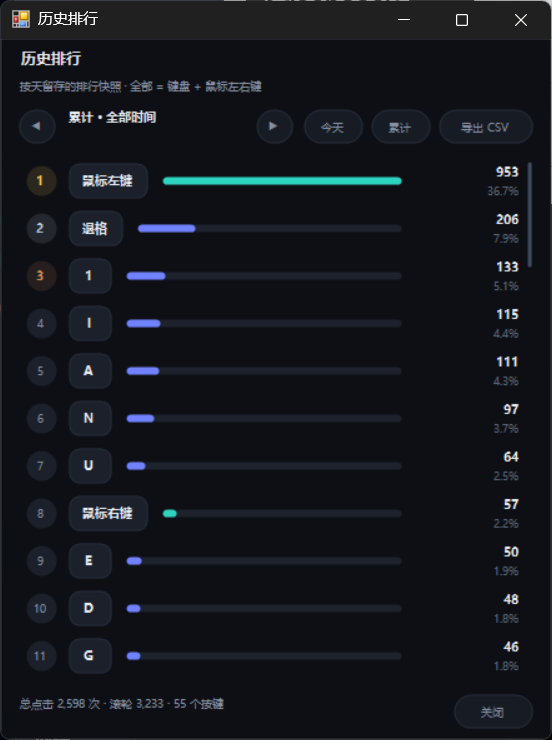 历史排行
历史排行
按天留存的排行快照 · 全部 = 键盘 + 鼠标左右键
累计 • 全部时间
今天
累计
导出 CSV
1 鼠标左键 953
36.7%
2 退格 206
7.9%
3 1 133
5.1%
4 I 115
4.4%
5 A 111
4.3%
6 N 97
3.7%
7 U 64
2.5%
8 鼠标右键 57
2.2%
9 E 50
1.9%
10 D 48
1.8%
11 G 46
1.8%
总点击 2,598 次 · 滚轮 3,233 · 55 个按键
关闭